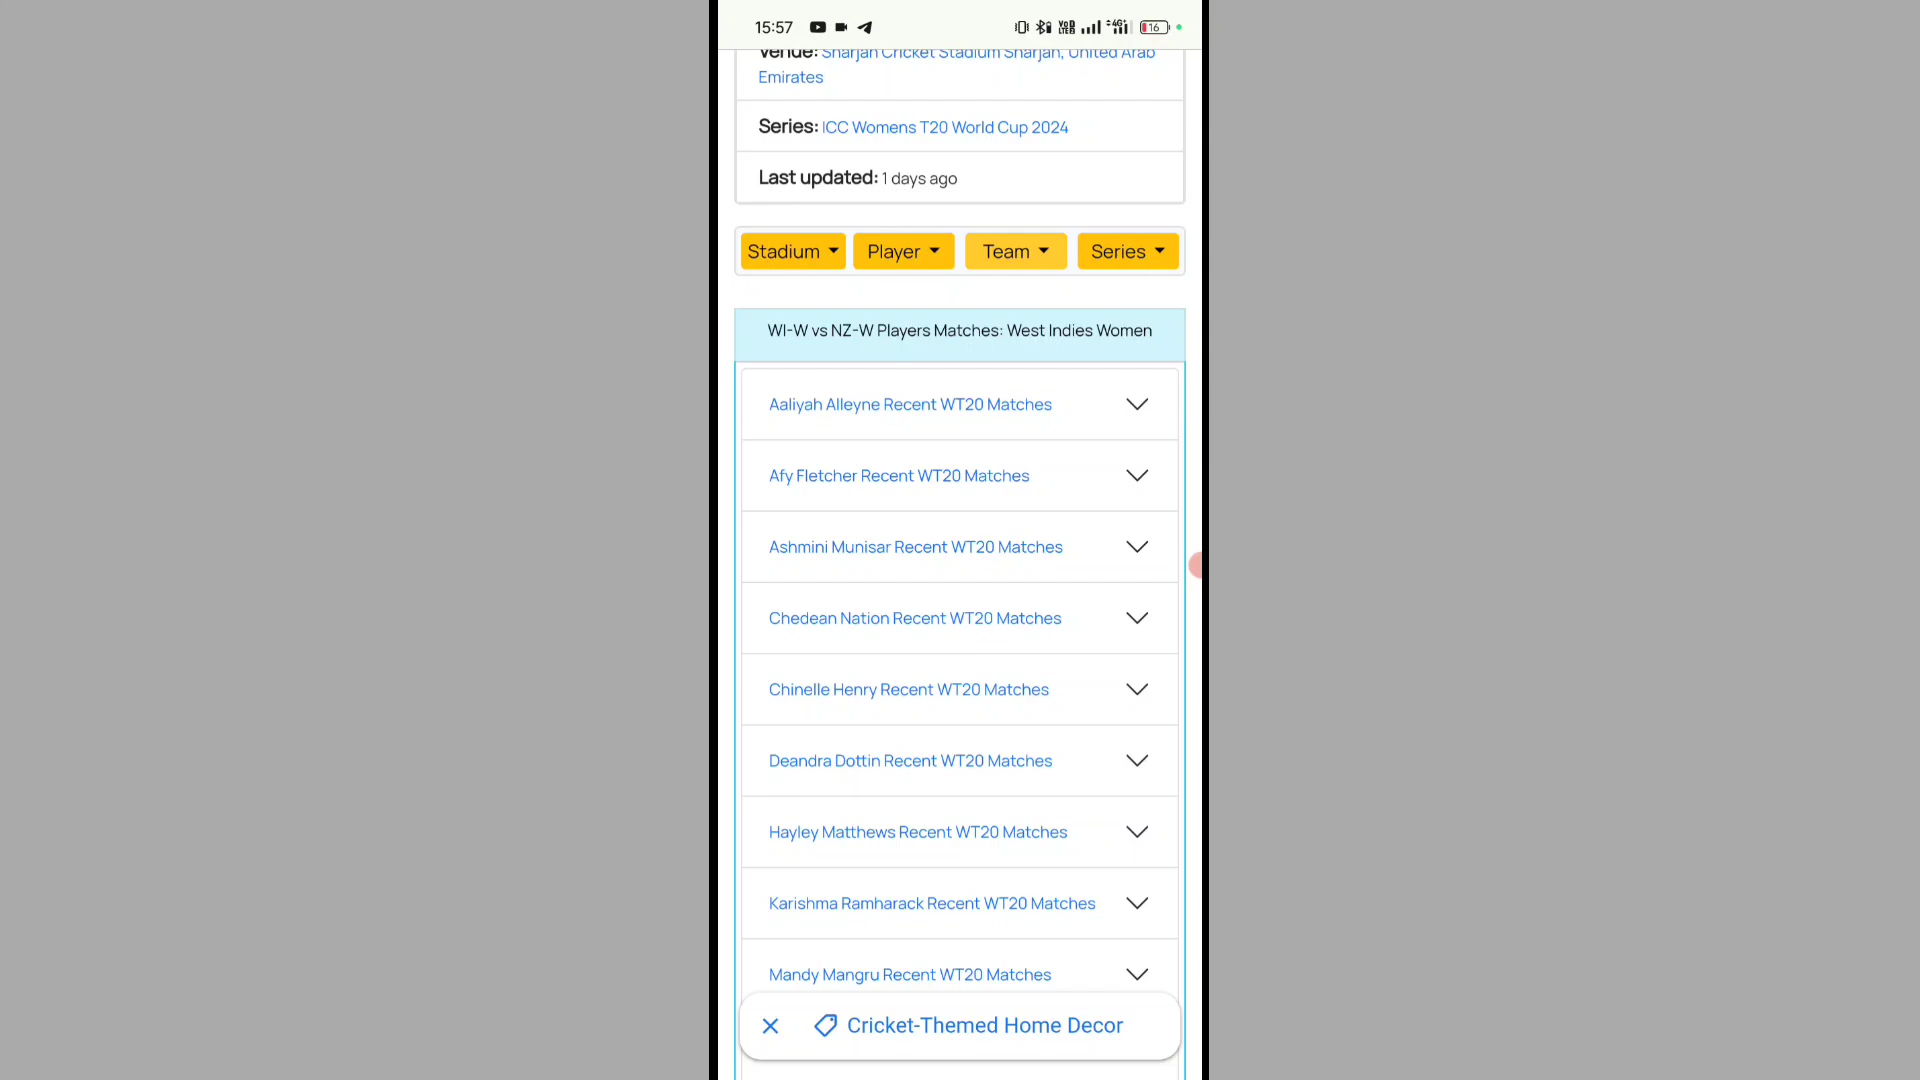 15:57 VoD LTE 4G 16
Venue: Sharjah Cricket Stadium Sharjah, United Arab
Emirates
Series: ICC Womens T20 World Cup 2024
Last updated: 1 days ago
Stadium Player Team Series
WI-W vs NZ-W Players Matches: West Indies Women
Aaliyah Alleyne Recent WT20 Matches
Afy Fletcher Recent WT20 Matches
Ashmini Munisar Recent WT20 Matches
Chedean Nation Recent WT20 Matches
Chinelle Henry Recent WT20 Matches
Deandra Dottin Recent WT20 Matches
Hayley Matthews Recent WT20 Matches
Karishma Ramharack Recent WT20 Matches
Mandy Mangru Recent WT20 Matches
Cricket-Themed Home Decor